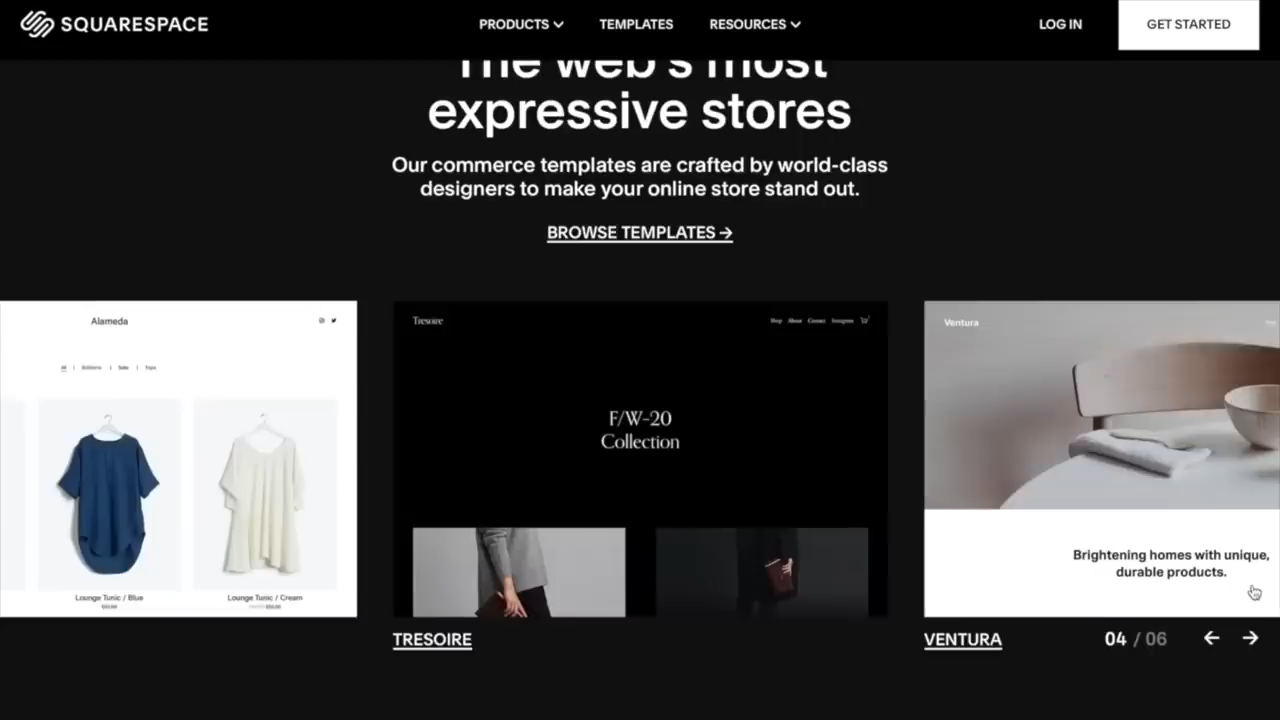 SQUARESPACE
PRODUCTS
TEMPLATES
RESOURCES
LOG IN
GET STARTED
The web's most
expressive stores
Our commerce templates are crafted by world-class
designers to make your online store stand out.
BROWSE TEMPLATES →
Alameda
All | Bottoms | Sale | Tops
Lounge Tunic / Blue
Lounge Tunic / Cream
Tresoire
Shop About Contact Instagram
F/W-20
Collection
TRESOIRE
Ventura
Brightening homes with unique,
durable products.
VENTURA
04 / 06 ← →